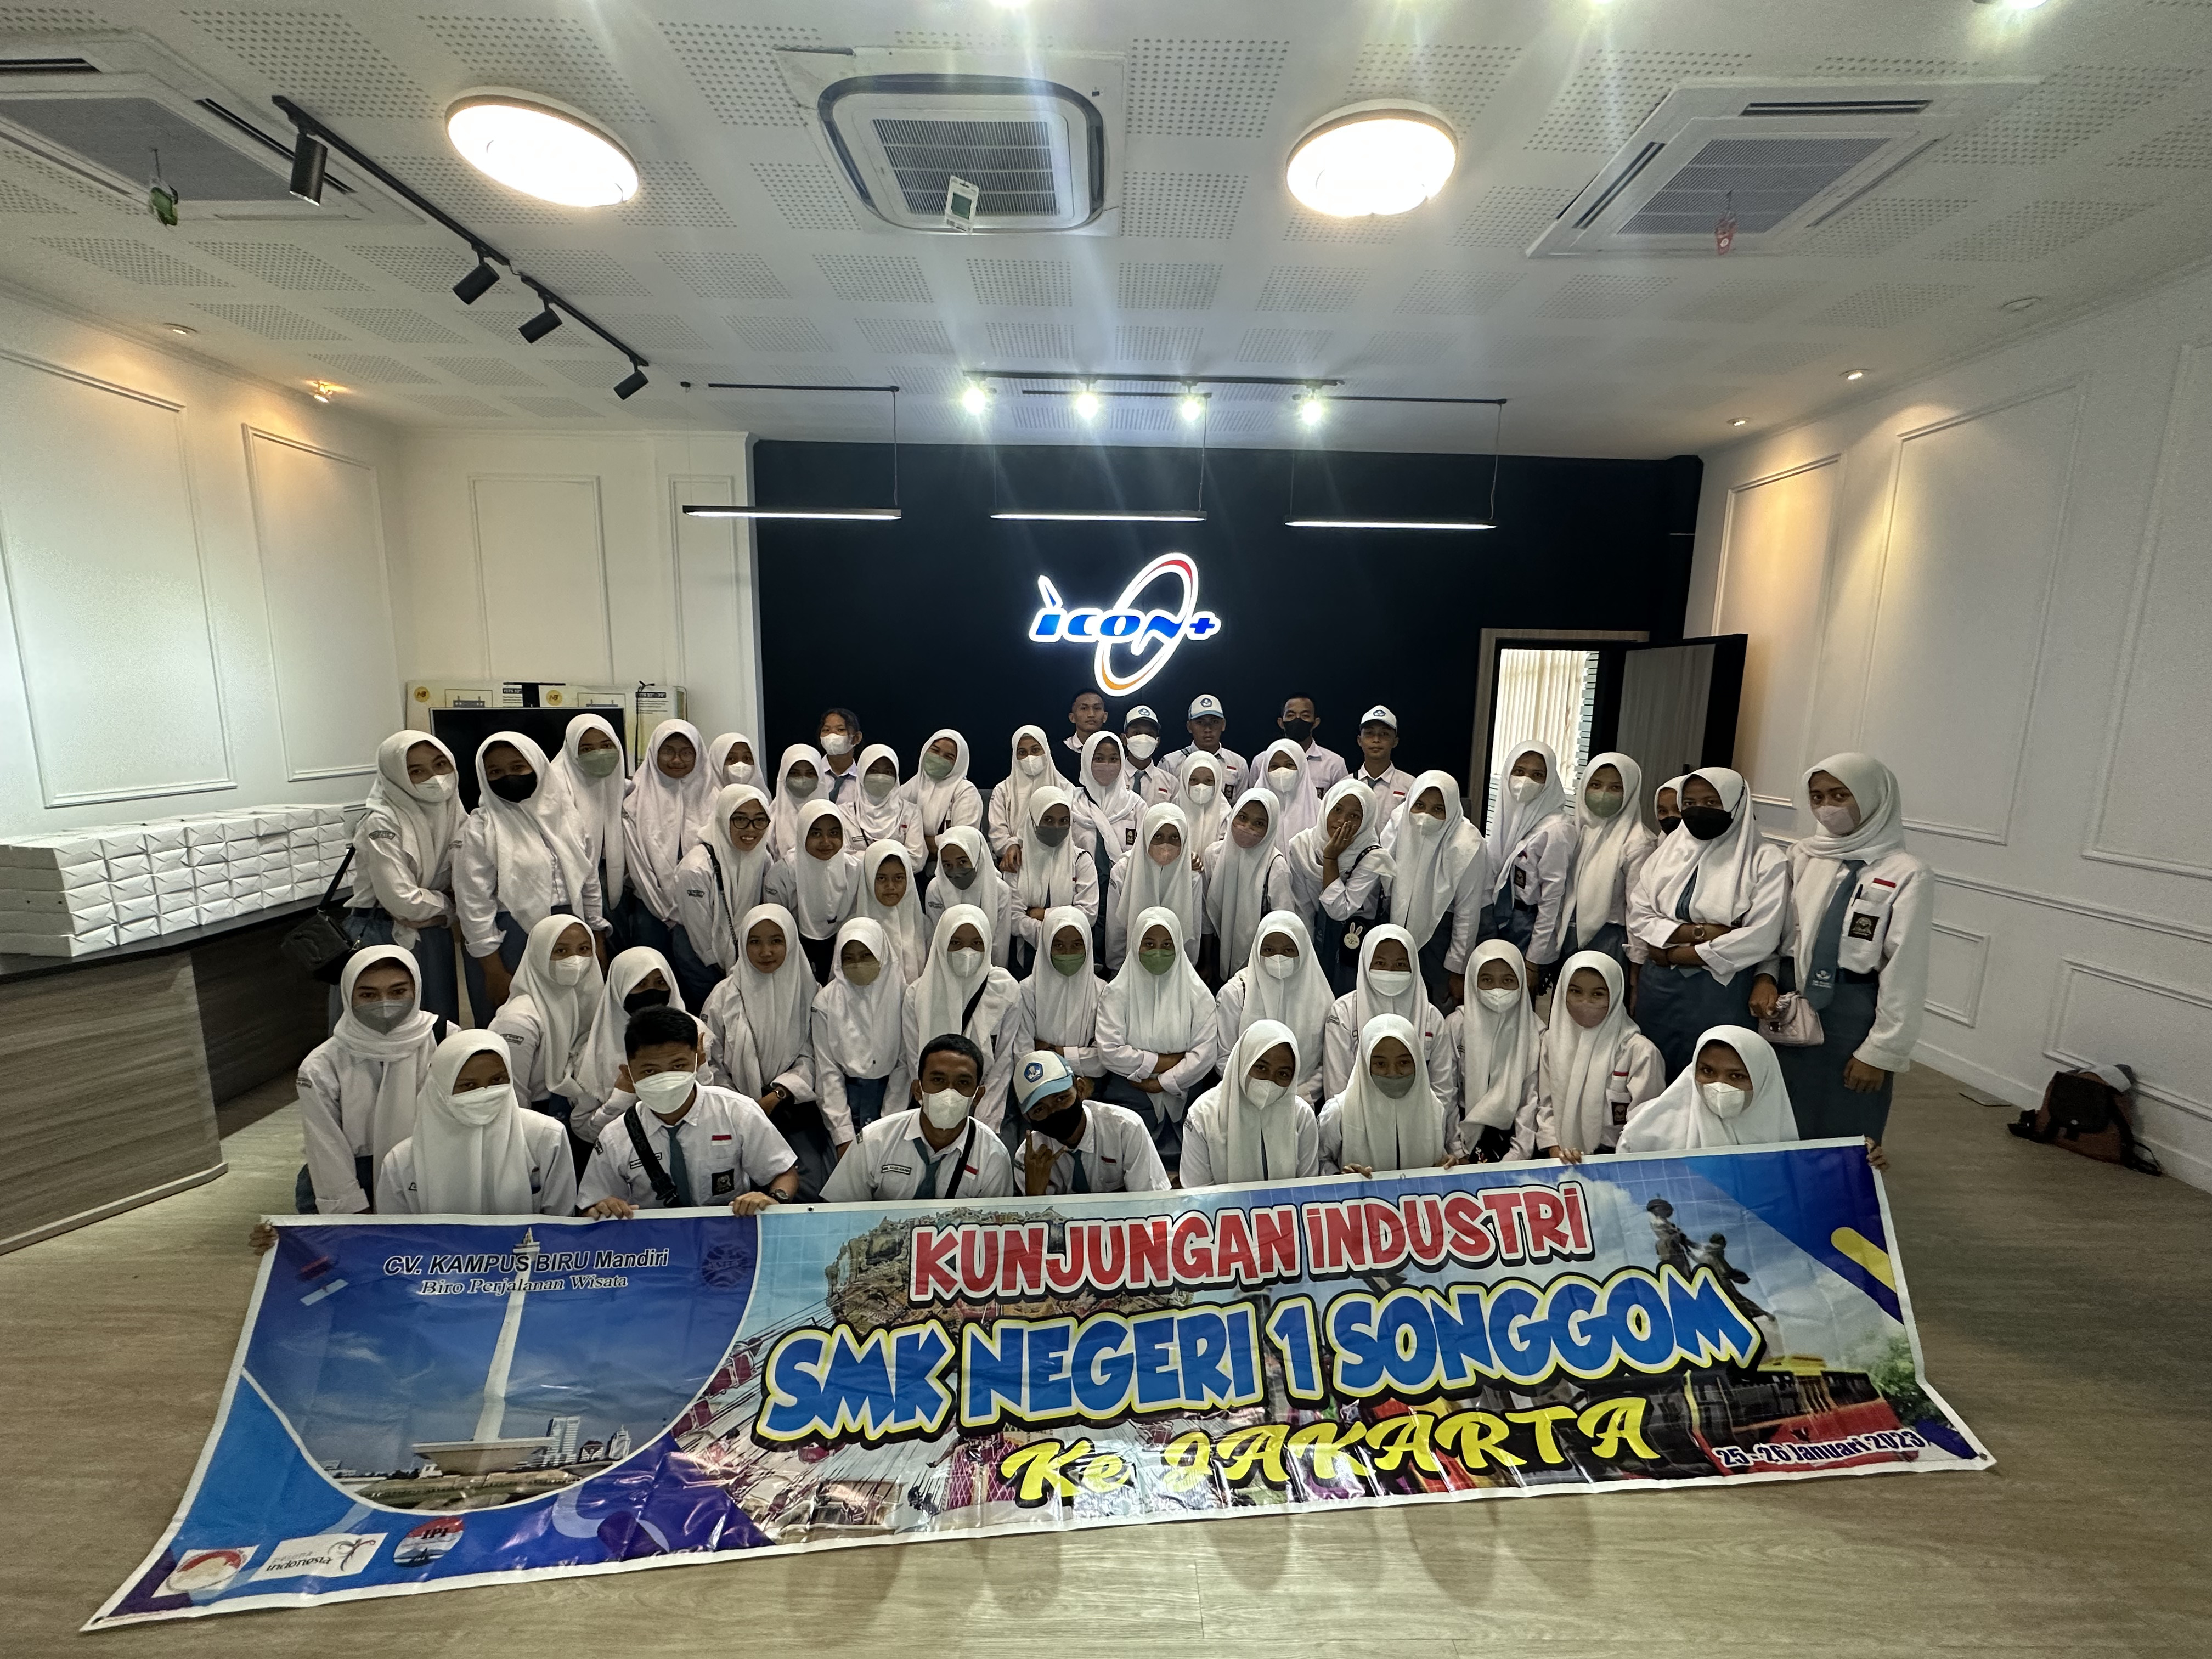 icon+
CV. KAMPUS BIRU Mandiri
Biro Perjalanan Wisata
KUNJUNGAN INDUSTRI
SMK NEGERI 1 SONGGOM
Ke JAKARTA
25 - 26 Januari 2023
indonesia
IPI